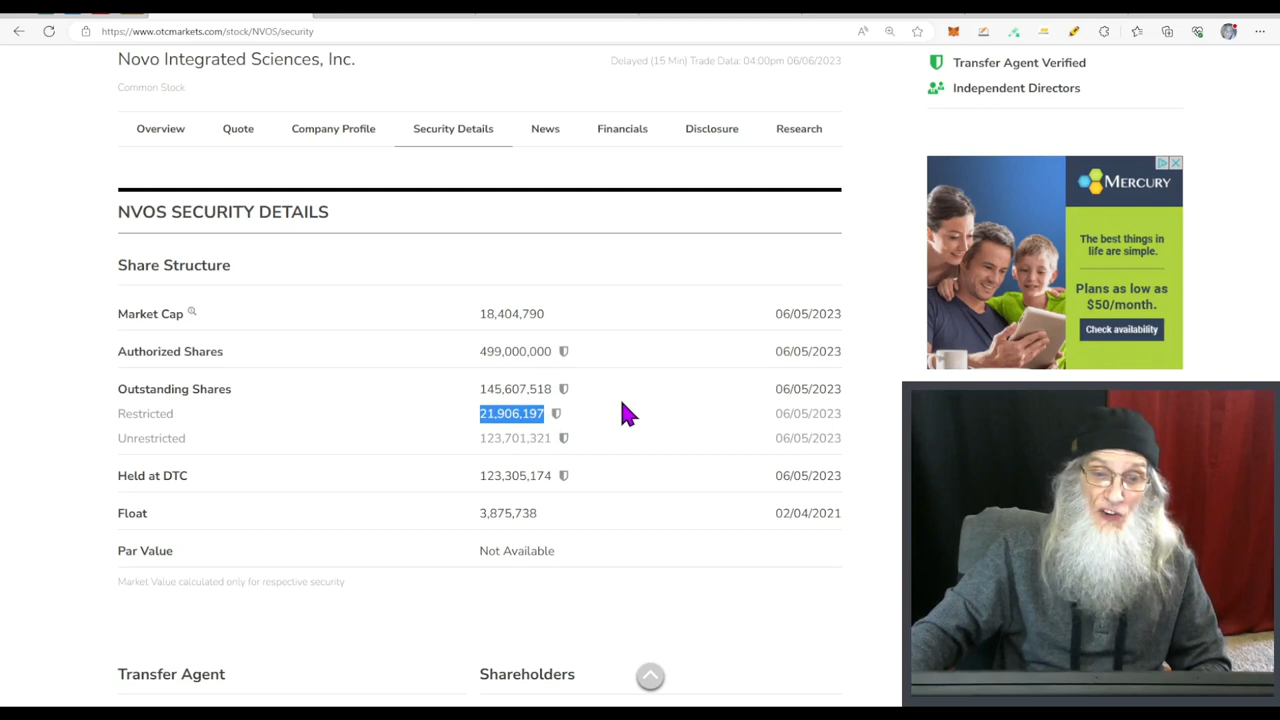 https://www.otcmarkets.com/stock/NVOS/security
Novo Integrated Sciences, Inc.
Delayed (15 Min) Trade Data: 04:00pm 06/06/2023
Common Stock
Overview Quote Company Profile Security Details News Financials Disclosure Research
NVOS SECURITY DETAILS
Share Structure
Market Cap 18,404,790 06/05/2023
Authorized Shares 499,000,000 06/05/2023
Outstanding Shares 145,607,518 06/05/2023
Restricted 21,906,197 06/05/2023
Unrestricted 123,701,321 06/05/2023
Held at DTC 123,305,174 06/05/2023
Float 3,875,738 02/04/2021
Par Value Not Available
Market Value calculated only for respective security
Transfer Agent Shareholders
Transfer Agent Verified
Independent Directors
MERCURY
The best things in
life are simple.
Plans as low as
$50/month.
Check availability